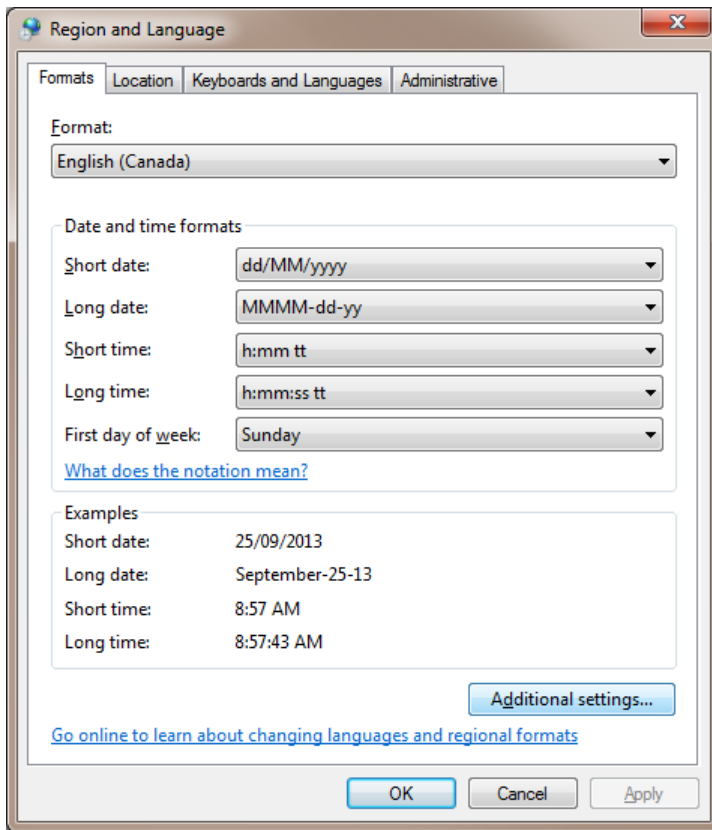 Region and Language
Formats Location Keyboards and Languages Administrative
Format:
English (Canada)
Date and time formats
Short date: dd/MM/yyyy
Long date: MMMM-dd-yy
Short time: h:mm tt
Long time: h:mm:ss tt
First day of week: Sunday
What does the notation mean?
Examples
Short date: 25/09/2013
Long date: September-25-13
Short time: 8:57 AM
Long time: 8:57:43 AM
Additional settings...
Go online to learn about changing languages and regional formats
OK Cancel Apply